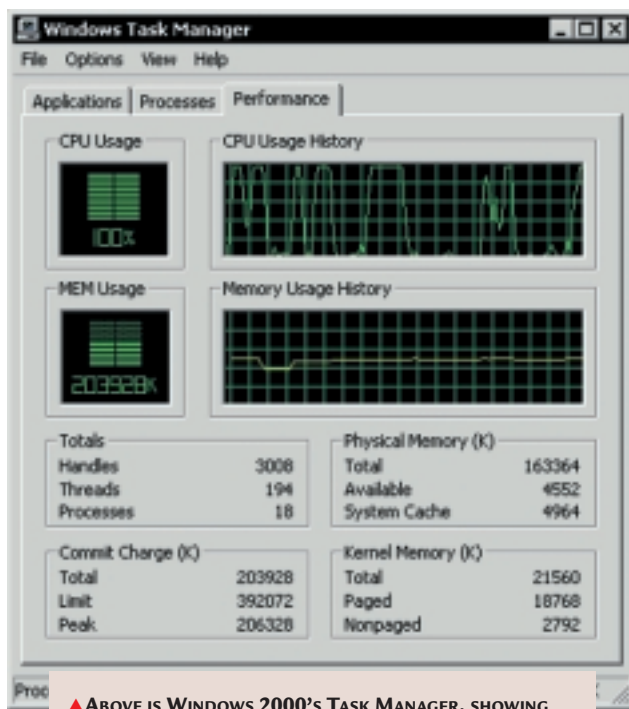 Windows Task Manager
File Options View Help
Applications Processes Performance
CPU Usage CPU Usage History
100%
MEM Usage Memory Usage History
203928K
Totals
Handles 3008
Threads 194
Processes 18
Physical Memory (K)
Total 163364
Available 4552
System Cache 4964
Commit Charge (K)
Total 203928
Limit 392072
Peak 206328
Kernel Memory (K)
Total 21560
Paged 18768
Nonpaged 2792
▲ABOVE IS WINDOWS 2000'S TASK MANAGER, SHOWING